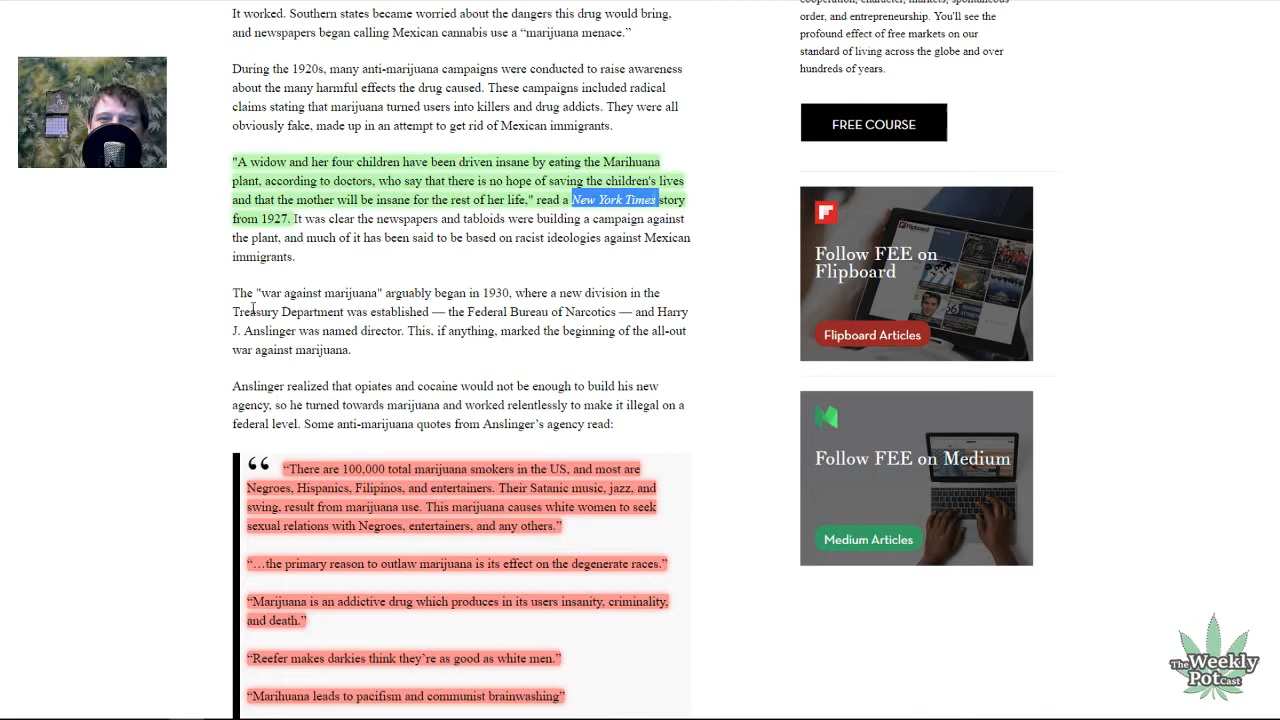 It worked. Southern states became worried about the dangers this drug would bring,
and newspapers began calling Mexican cannabis use a “marijuana menace.”
During the 1920s, many anti-marijuana campaigns were conducted to raise awareness
about the many harmful effects the drug caused. These campaigns included radical
claims stating that marijuana turned users into killers and drug addicts. They were all
obviously fake, made up in an attempt to get rid of Mexican immigrants.
"A widow and her four children have been driven insane by eating the Marihuana
plant, according to doctors, who say that there is no hope of saving the children's lives
and that the mother will be insane for the rest of her life," read a New York Times story
from 1927. It was clear the newspapers and tabloids were building a campaign against
the plant, and much of it has been said to be based on racist ideologies against Mexican
immigrants.
The "war against marijuana" arguably began in 1930, where a new division in the
Treasury Department was established — the Federal Bureau of Narcotics — and Harry
J. Anslinger was named director. This, if anything, marked the beginning of the all-out
war against marijuana.
Anslinger realized that opiates and cocaine would not be enough to build his new
agency, so he turned towards marijuana and worked relentlessly to make it illegal on a
federal level. Some anti-marijuana quotes from Anslinger’s agency read:
“There are 100,000 total marijuana smokers in the US, and most are
Negroes, Hispanics, Filipinos, and entertainers. Their Satanic music, jazz, and
swing, result from marijuana use. This marijuana causes white women to seek
sexual relations with Negroes, entertainers, and any others.”
“…the primary reason to outlaw marijuana is its effect on the degenerate races.”
“Marijuana is an addictive drug which produces in its users insanity, criminality,
and death.”
“Reefer makes darkies think they’re as good as white men.”
“Marihuana leads to pacifism and communist brainwashing”
cooperation, character, markets, spontaneous
order, and entrepreneurship. You'll see the
profound effect of free markets on our
standard of living across the globe and over
hundreds of years.
FREE COURSE
Follow FEE on
Flipboard
Flipboard Articles
Follow FEE on Medium
Medium Articles
The Weekly
Potcast